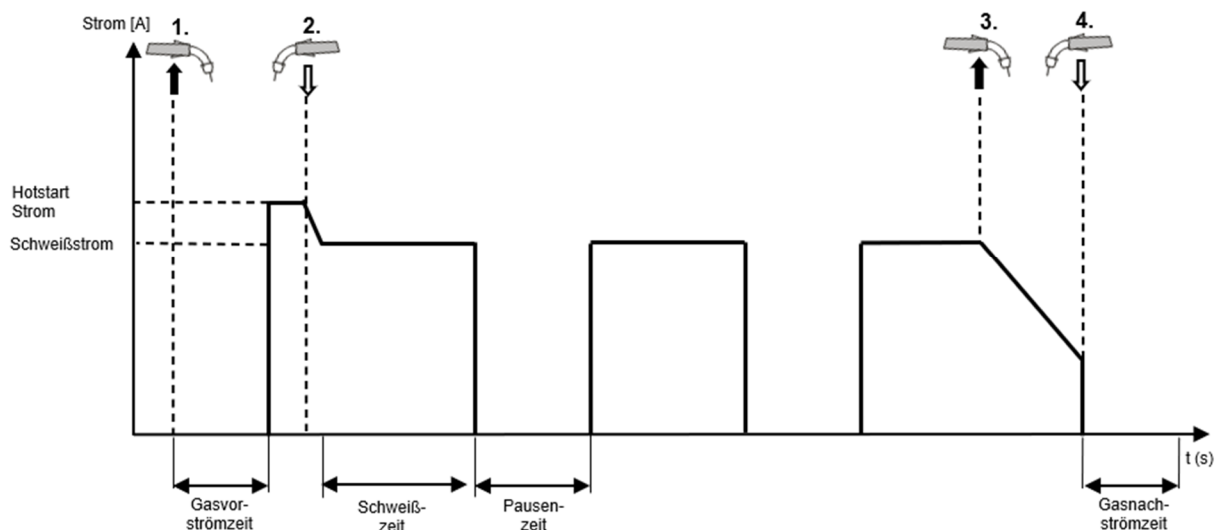 Strom [A]
1.
2.
3.
4.
Hotstart
Strom
Schweißstrom
t (s)
Gasvor-
strömzeit
Schweiß-
zeit
Pausen-
zeit
Gasnach-
strömzeit